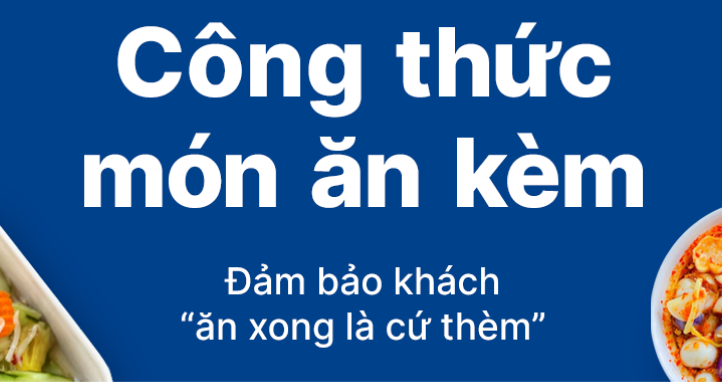 Công thức
món ăn kèm
Đảm bảo khách
“ăn xong là cứ thèm”